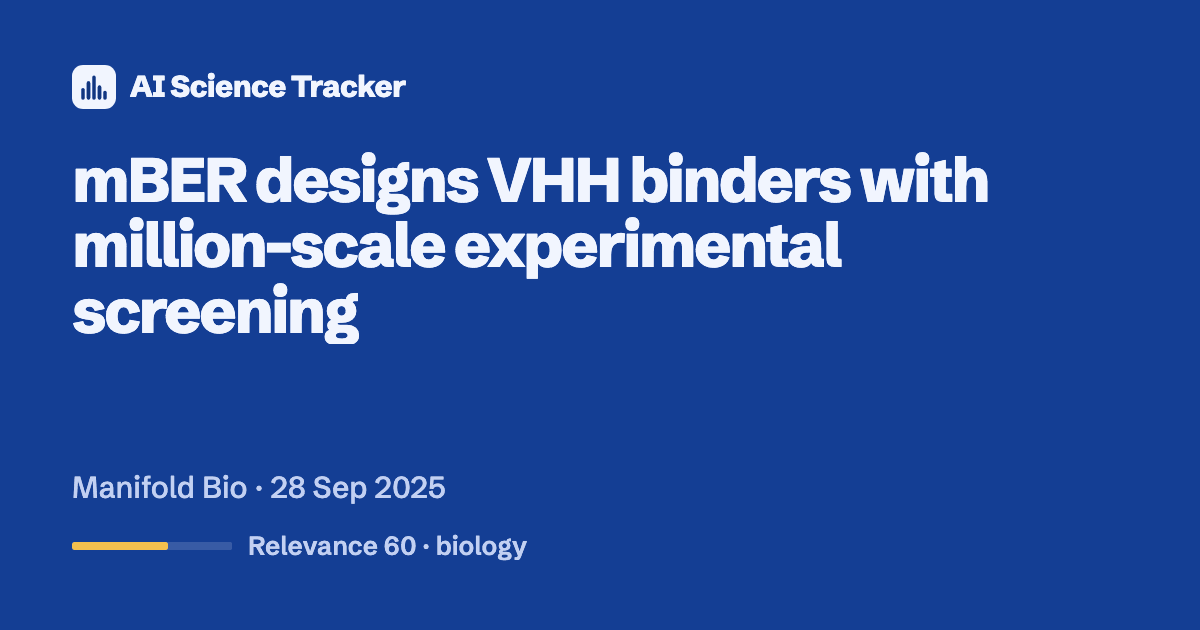 AI Science Tracker
mBER designs VHH binders with
million-scale experimental
screening
Manifold Bio · 28 Sep 2025
Relevance 60 · biology